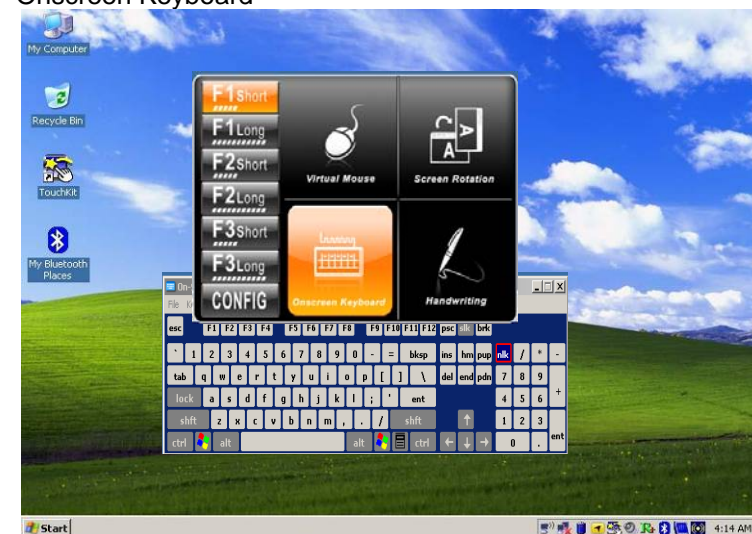 Onscreen Keyboard
My Computer
Recycle Bin
TouchKit
My Bluetooth
Places
F1Short
F1Long
F2Short
F2Long
F3Short
F3Long
CONFIG
Virtual Mouse
Screen Rotation
Onscreen Keyboard
Handwriting
File
esc F1 F2 F3 F4 F5 F6 F7 F8 F9 F10 F11 F12 psc slk brk
` 1 2 3 4 5 6 7 8 9 0 - = bksp ins hm pup nlk / * -
tab q w e r t y u i o p [ ] \ del end pdn 7 8 9 +
lock a s d f g h j k l ; ' ent 4 5 6
shft z x c v b n m , . / shft ↑ 1 2 3 ent
ctrl alt alt ctrl ← ↓ → 0 .
Start
4:14 AM